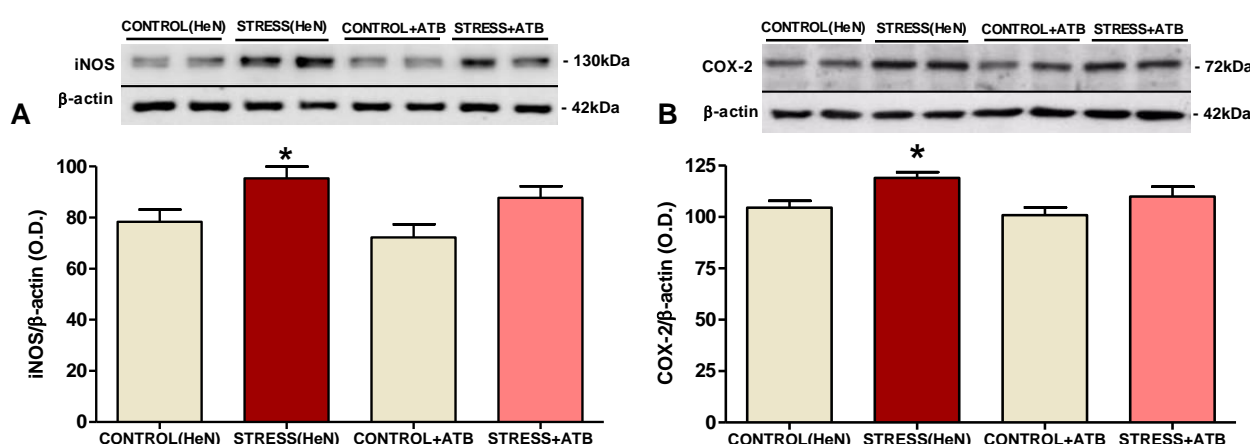 CONTROL(HeN) STRESS(HeN) CONTROL+ATB STRESS+ATB
iNOS - 130kDa
β-actin - 42kDa
A
*
iNOS/β-actin (O.D.)
100
80
60
40
20
0
CONTROL(HeN) STRESS(HeN) CONTROL+ATB STRESS+ATB
CONTROL(HeN) STRESS(HeN) CONTROL+ATB STRESS+ATB
COX-2 - 72kDa
β-actin - 42kDa
B
*
COX-2/β-actin (O.D.)
125
100
75
50
25
0
CONTROL(HeN) STRESS(HeN) CONTROL+ATB STRESS+ATB